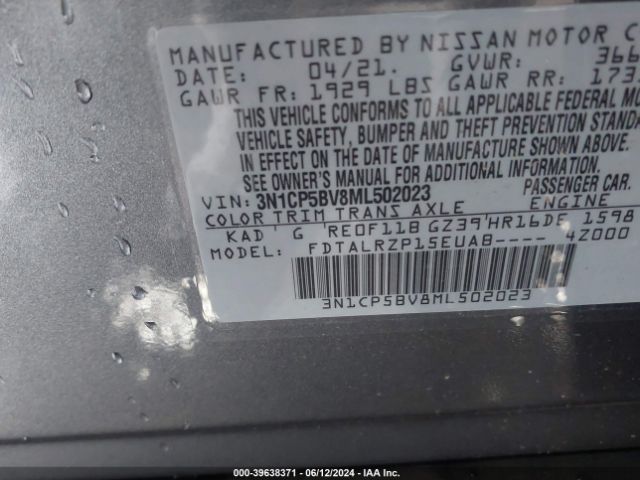 MANUFACTURED BY NISSAN MOTOR C
DATE: 04/21. GVWR: 366
GAWR FR: 1929 LBS GAWR RR: 173
THIS VEHICLE CONFORMS TO ALL APPLICABLE FEDERAL M
VEHICLE SAFETY, BUMPER AND THEFT PREVENTION STANDA
IN EFFECT ON THE DATE OF MANUFACTURE SHOWN ABOVE.
SEE OWNER'S MANUAL FOR ADDITIONAL INFORMATION.
VIN: 3N1CP5BV8ML502023 PASSENGER CAR.
COLOR TRIM TRANS AXLE ENGINE
KAD G RE0F11B GZ39 HR16DE 1598
MODEL: FDTALRZP15EUAB---- 4Z000
3N1CP5BV8ML502023
000-39638371 - 06/12/2024 - IAA Inc.